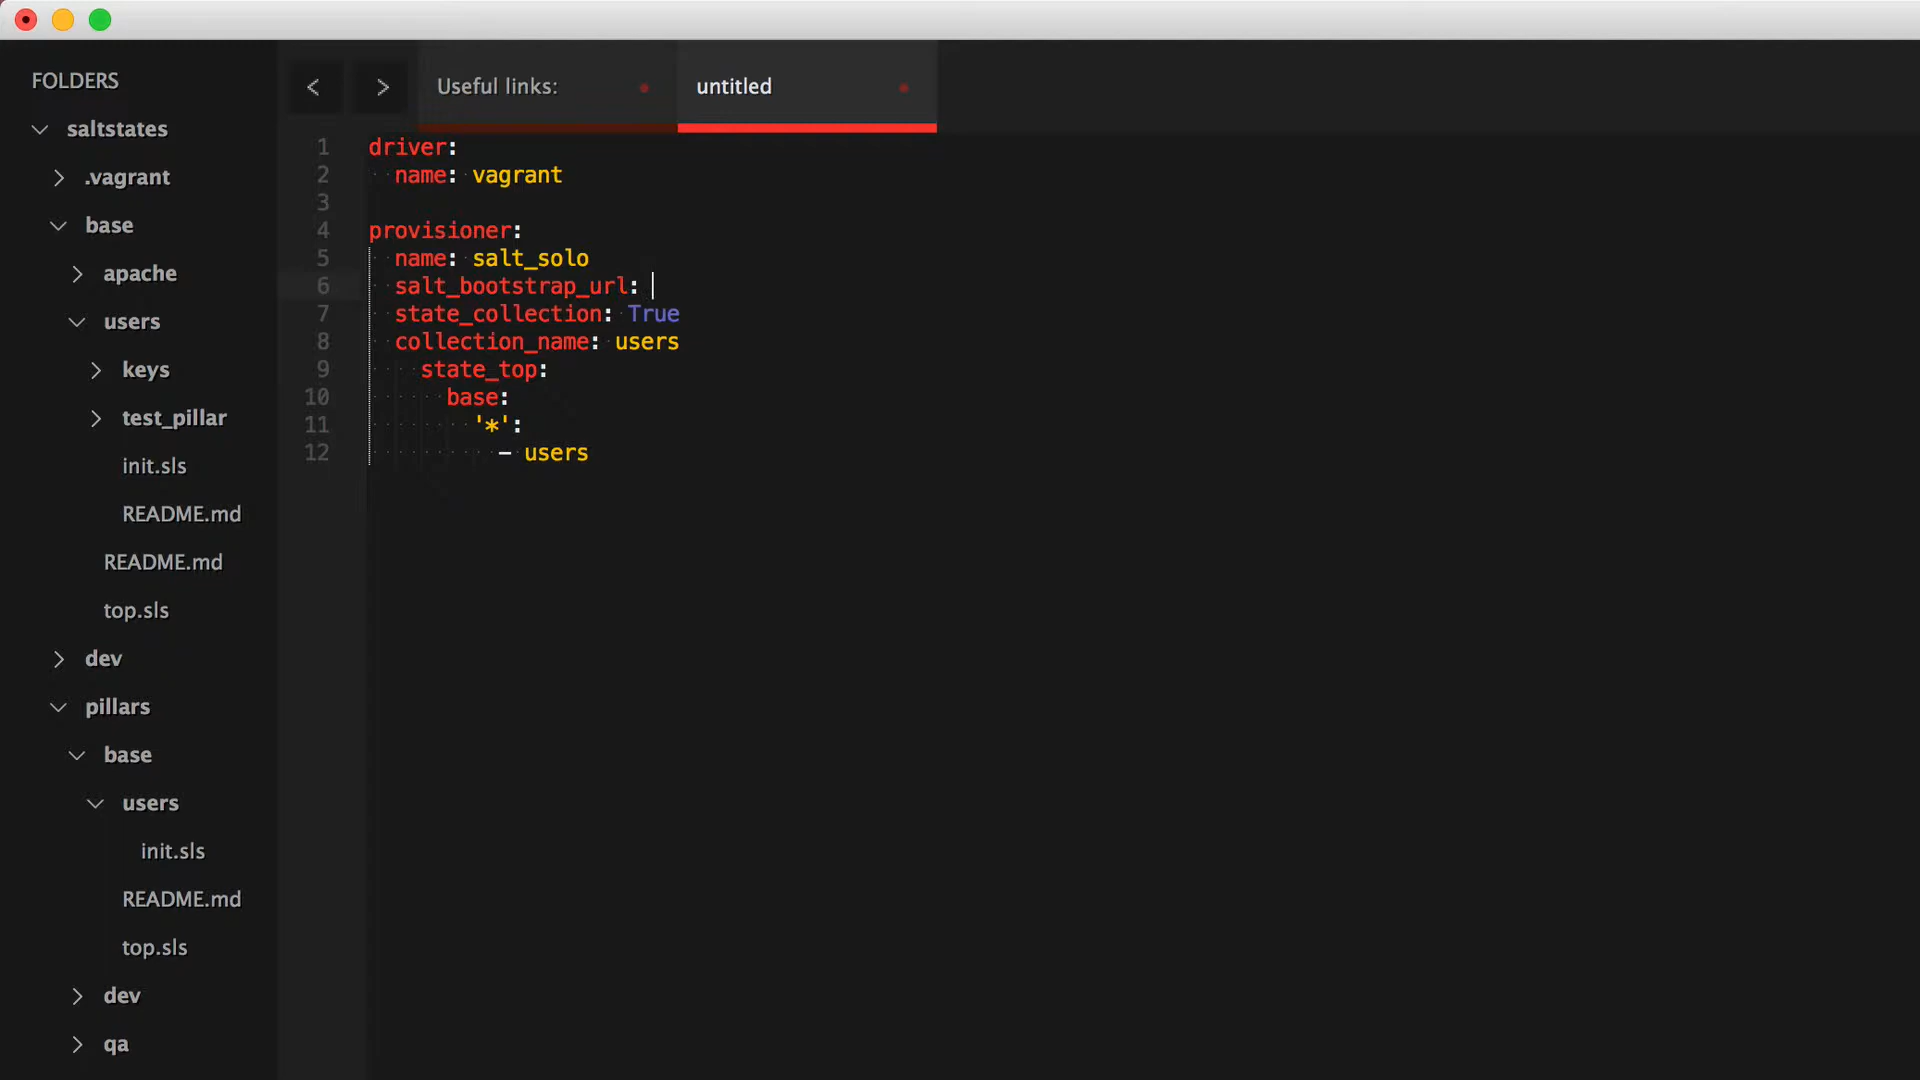 FOLDERS
saltstates
.vagrant
base
apache
users
keys
test_pillar
init.sls
README.md
README.md
top.sls
dev
pillars
base
users
init.sls
README.md
top.sls
dev
qa
< > Useful links: untitled
1 driver:
2 name: vagrant
3
4 provisioner:
5 name: salt_solo
6 salt_bootstrap_url:
7 state_collection: True
8 collection_name: users
9 state_top:
10 base:
11 '*':
12 - users